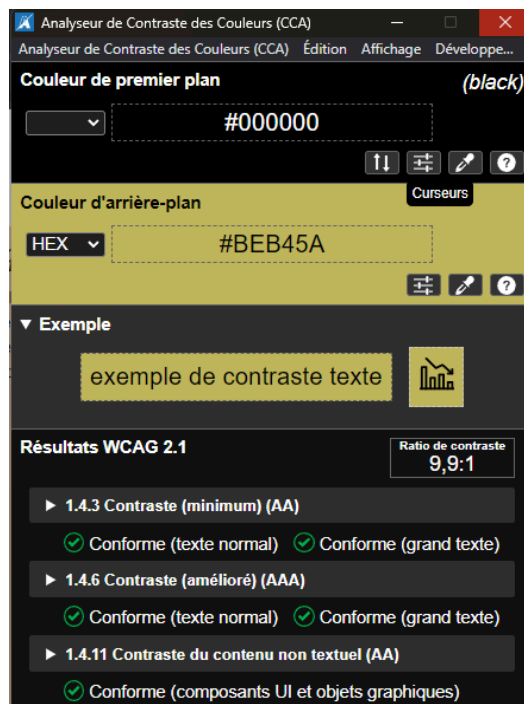 Analyseur de Contraste des Couleurs (CCA)
Analyseur de Contraste des Couleurs (CCA) Édition Affichage Développe...
Couleur de premier plan (black)
#000000
Curseurs
Couleur d'arrière-plan
HEX #BEB45A
▼ Exemple
exemple de contraste texte
Résultats WCAG 2.1
Ratio de contraste
9,9:1
▶ 1.4.3 Contraste (minimum) (AA)
Conforme (texte normal) Conforme (grand texte)
▶ 1.4.6 Contraste (amélioré) (AAA)
Conforme (texte normal) Conforme (grand texte)
▶ 1.4.11 Contraste du contenu non textuel (AA)
Conforme (composants UI et objets graphiques)